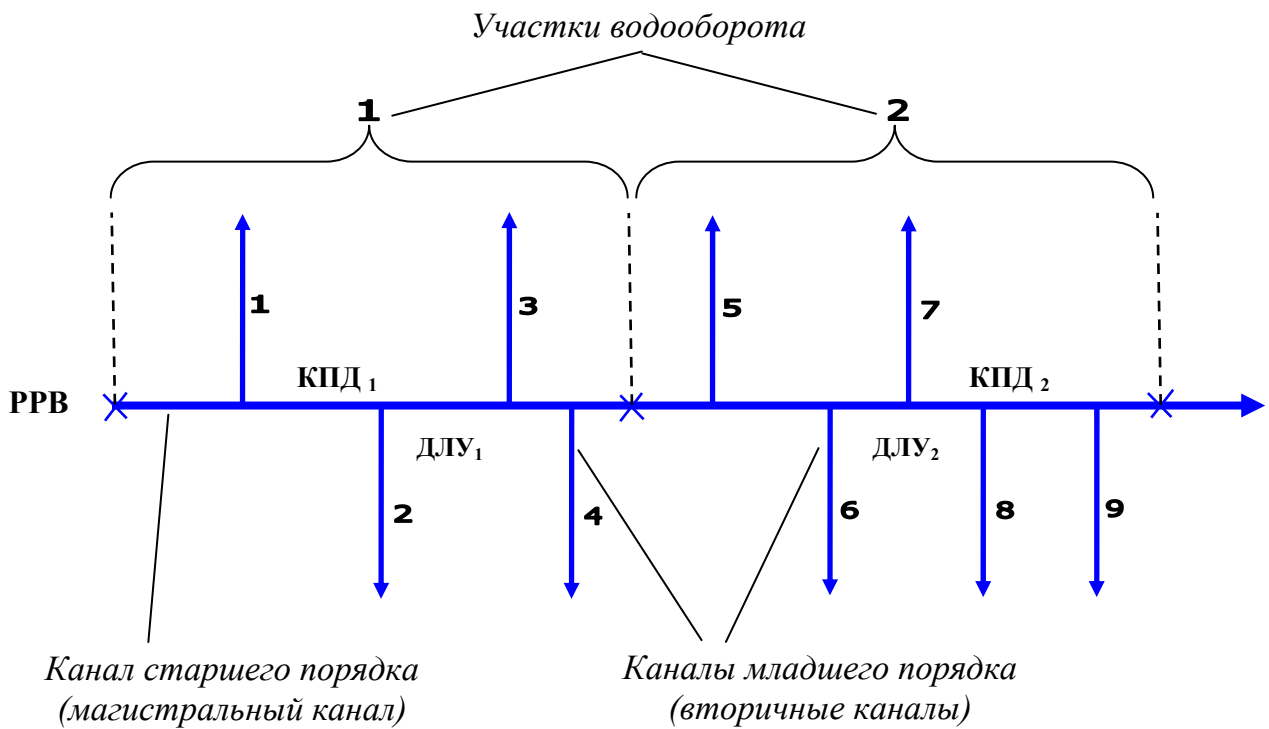 Участки водооборота
1 2
1 3 5 7
КПД 1 КПД 2
РРВ
ДЛУ1 ДЛУ2
2 4 6 8 9
Канал старшего порядка
(магистральный канал)
Каналы младшего порядка
(вторичные каналы)